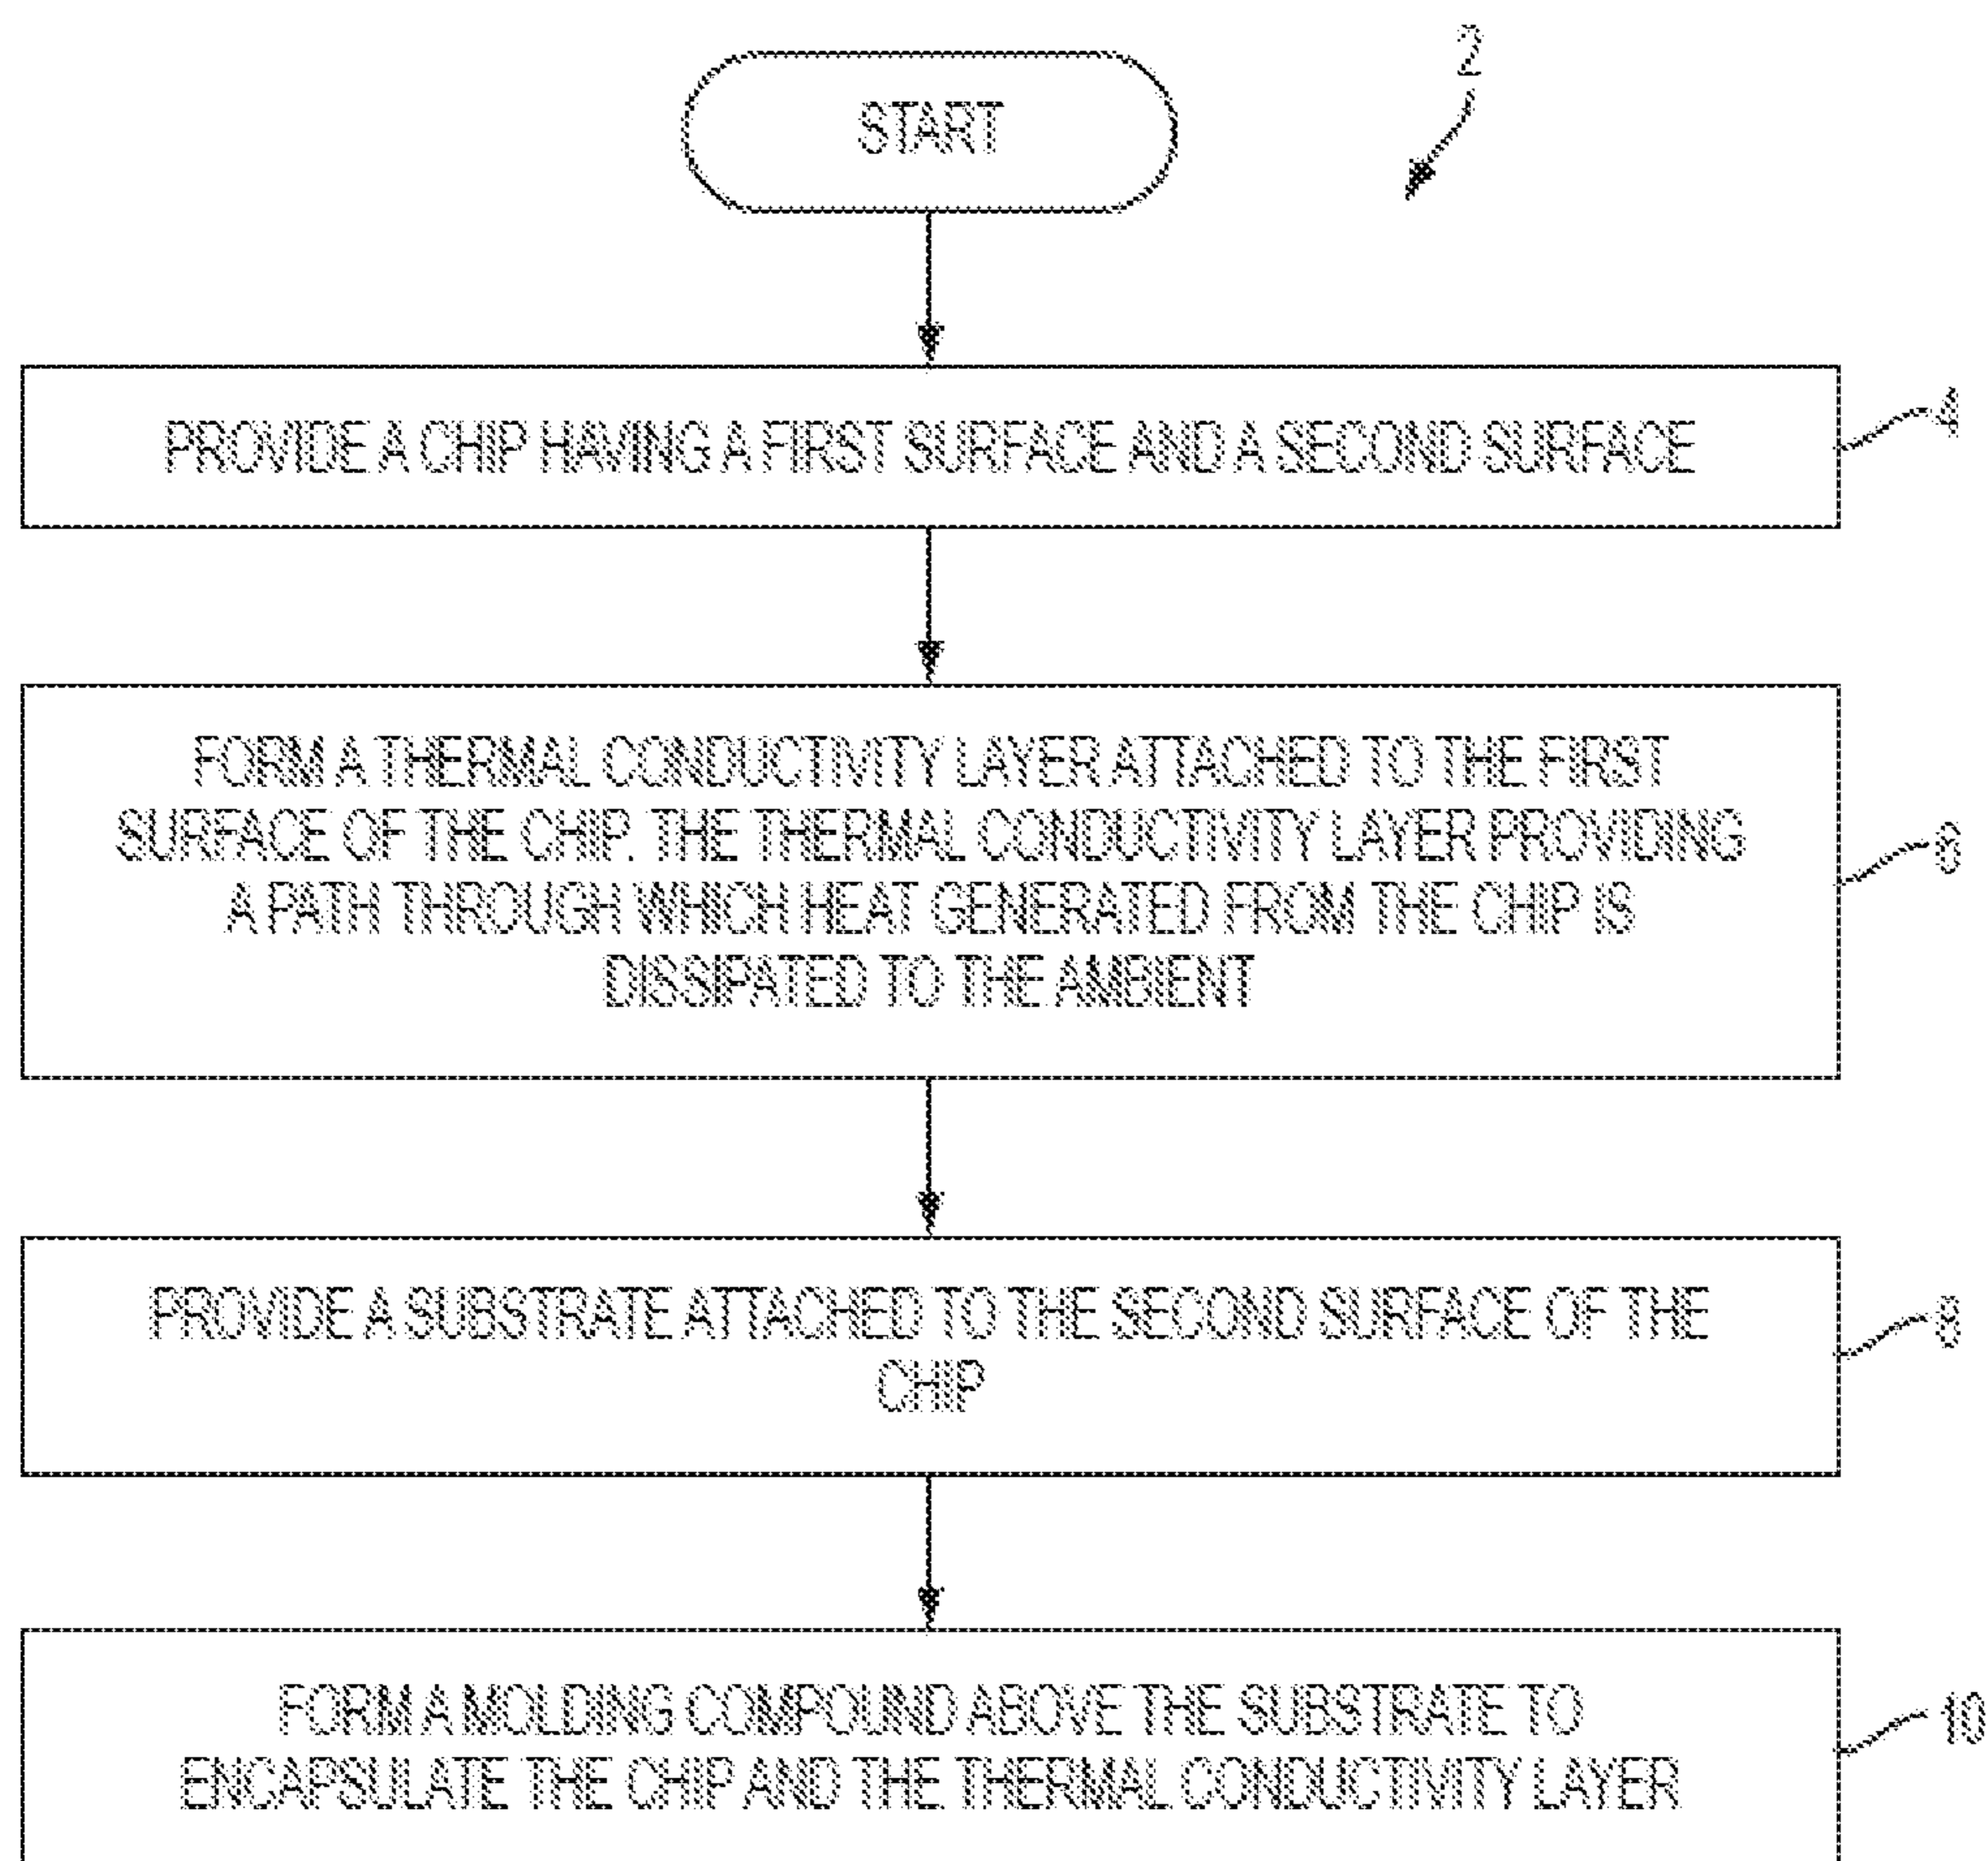 2
START
PROVIDE A CHIP HAVING A FIRST SURFACE AND A SECOND SURFACE
4
FORM A THERMAL CONDUCTIVITY LAYER ATTACHED TO THE FIRST
SURFACE OF THE CHIP. THE THERMAL CONDUCTIVITY LAYER PROVIDING
A PATH THROUGH WHICH HEAT GENERATED FROM THE CHIP IS
DISSIPATED TO THE AMBIENT
6
PROVIDE A SUBSTRATE ATTACHED TO THE SECOND SURFACE OF THE
CHIP
8
FORM A MOLDING COMPOUND ABOVE THE SUBSTRATE TO
ENCAPSULATE THE CHIP AND THE THERMAL CONDUCTIVITY LAYER
10